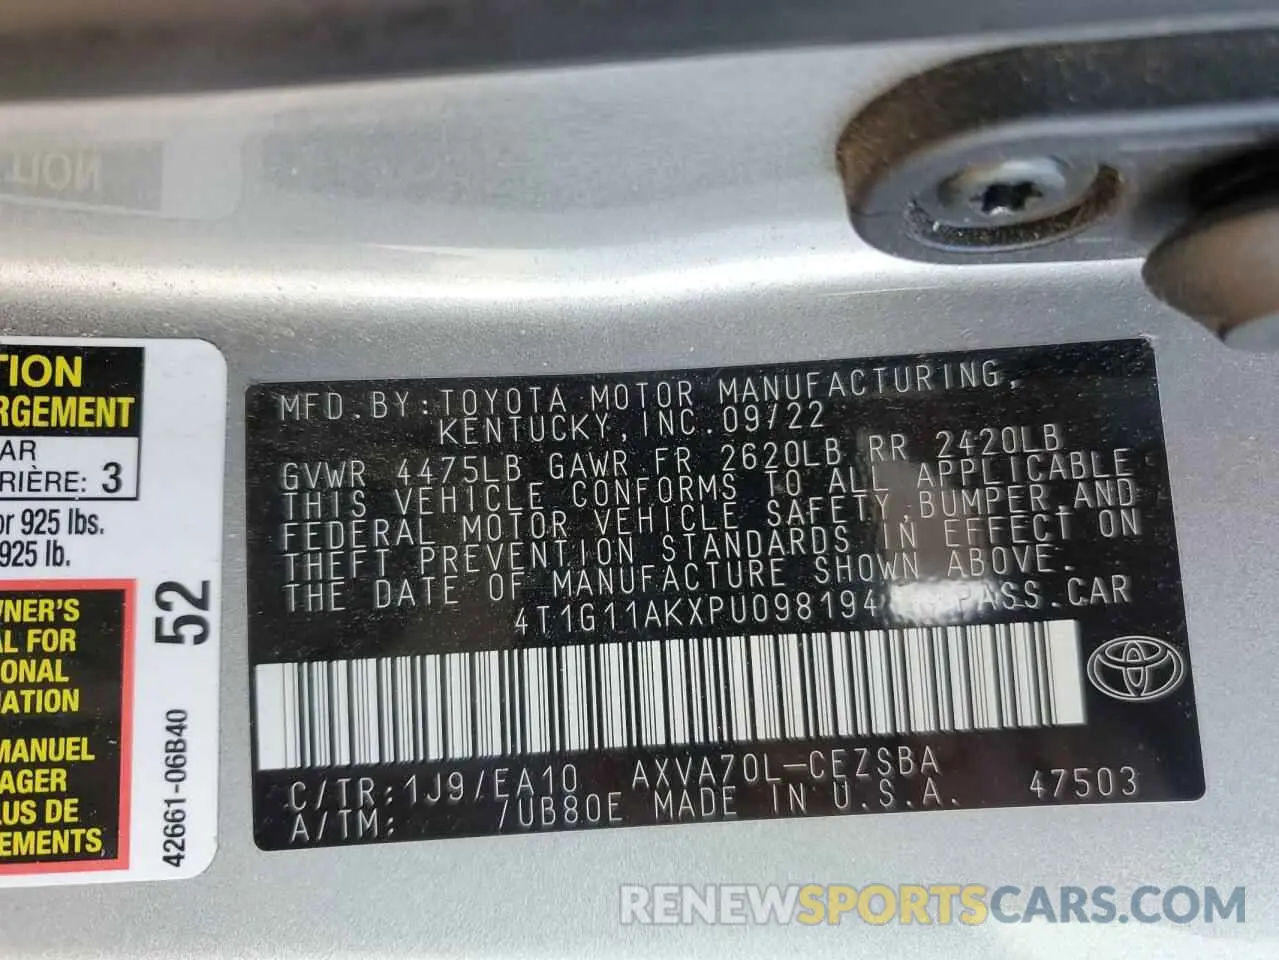 TION
RGEMENT
AR
RIÈRE: 3
or 925 lbs.
925 lb.
WNER'S
AL FOR
IONAL
ATION
MANUEL
AGER
LUS DE
EMENTS
52
42661-06B40
MFD.BY:TOYOTA MOTOR MANUFACTURING,
KENTUCKY,INC.09/22
GVWR 4475LB GAWR FR 2620LB RR 2420LB
THIS VEHICLE CONFORMS TO ALL APPLICABLE
FEDERAL MOTOR VEHICLE SAFETY,BUMPER,AND
THEFT PREVENTION STANDARDS IN EFFECT ON
THE DATE OF MANUFACTURE SHOWN ABOVE.
4T1G11AKXPU098194 PASS.CAR
C/TR:1J9/EA10 AXVA70L-CEZSBA
A/TM: /UB80E MADE IN U.S.A. 47503
RENEWSPORTSCARS.COM